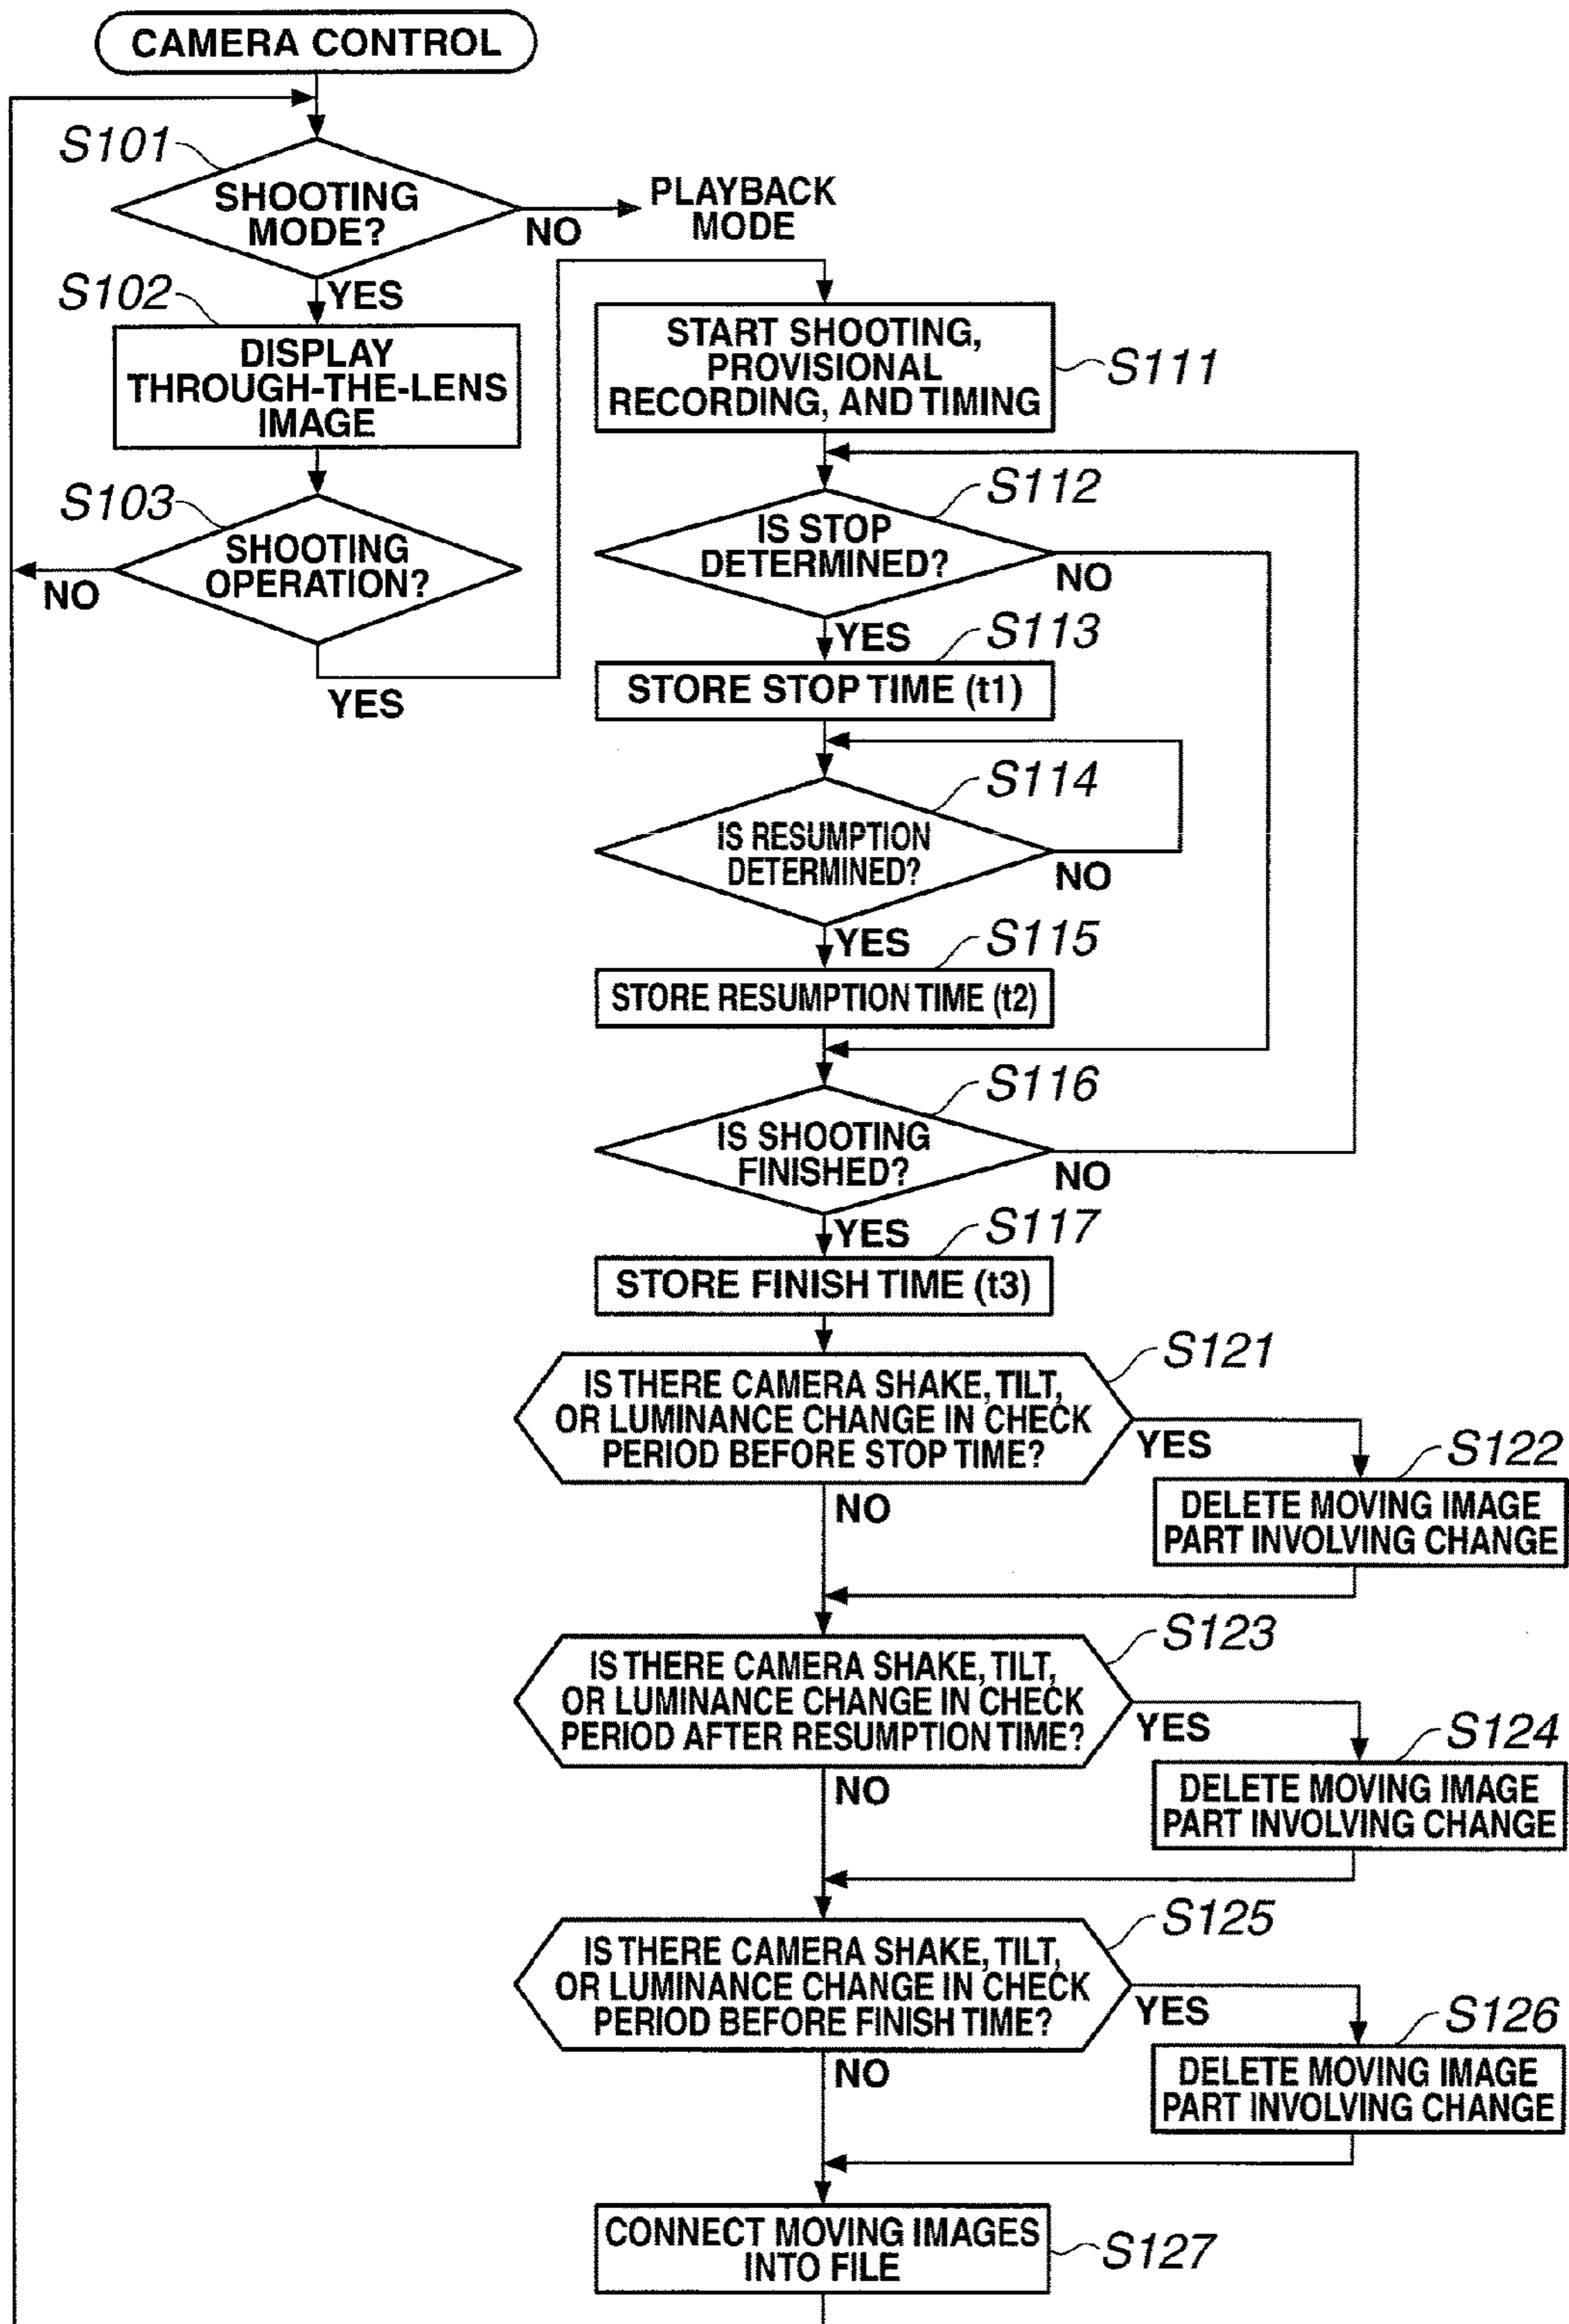 CAMERA CONTROL
S101
SHOOTING
MODE?
NO
PLAYBACK
MODE
YES
S102
DISPLAY
THROUGH-THE-LENS
IMAGE
S103
SHOOTING
OPERATION?
NO
YES
START SHOOTING,
PROVISIONAL
RECORDING, AND TIMING
S111
S112
IS STOP
DETERMINED?
NO
YES
S113
STORE STOP TIME (t1)
S114
IS RESUMPTION
DETERMINED?
NO
YES
S115
STORE RESUMPTION TIME (t2)
S116
IS SHOOTING
FINISHED?
NO
YES
S117
STORE FINISH TIME (t3)
S121
IS THERE CAMERA SHAKE, TILT,
OR LUMINANCE CHANGE IN CHECK
PERIOD BEFORE STOP TIME?
YES
NO
S122
DELETE MOVING IMAGE
PART INVOLVING CHANGE
S123
IS THERE CAMERA SHAKE, TILT,
OR LUMINANCE CHANGE IN CHECK
PERIOD AFTER RESUMPTION TIME?
YES
NO
S124
DELETE MOVING IMAGE
PART INVOLVING CHANGE
S125
IS THERE CAMERA SHAKE, TILT,
OR LUMINANCE CHANGE IN CHECK
PERIOD BEFORE FINISH TIME?
YES
NO
S126
DELETE MOVING IMAGE
PART INVOLVING CHANGE
CONNECT MOVING IMAGES
INTO FILE
S127